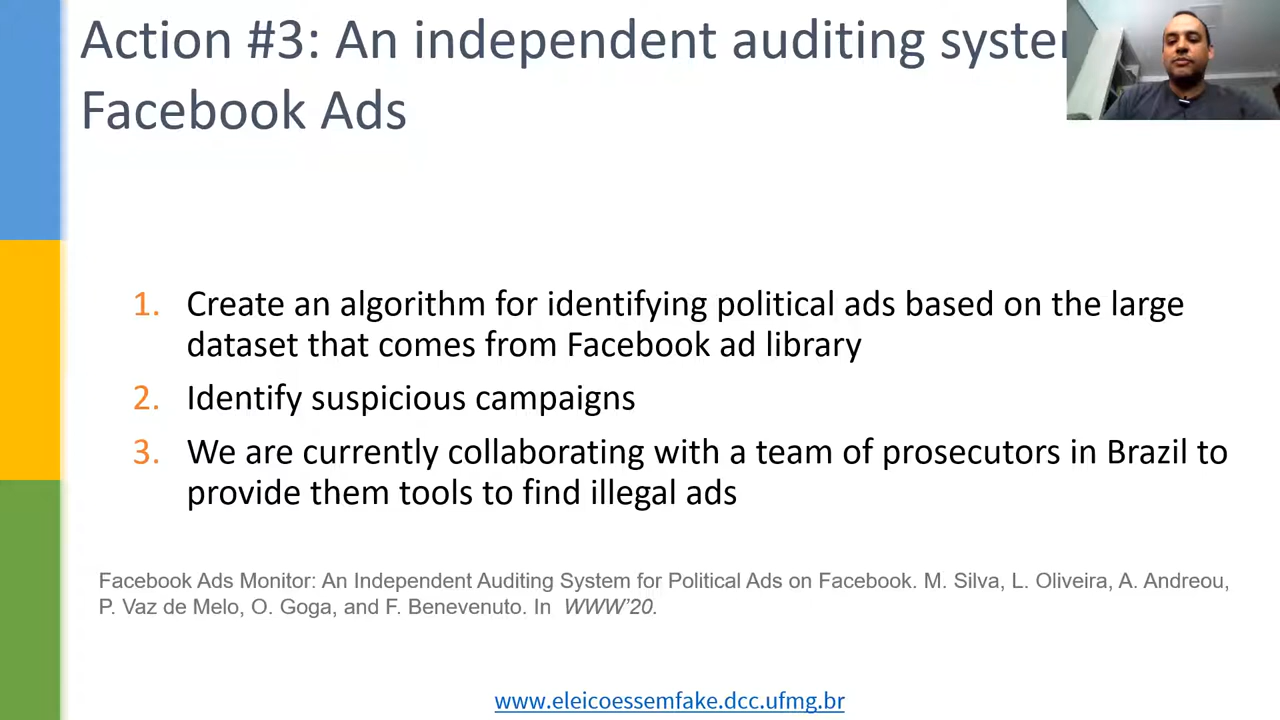 Action #3: An independent auditing system
Facebook Ads
1. Create an algorithm for identifying political ads based on the large
dataset that comes from Facebook ad library
2. Identify suspicious campaigns
3. We are currently collaborating with a team of prosecutors in Brazil to
provide them tools to find illegal ads
Facebook Ads Monitor: An Independent Auditing System for Political Ads on Facebook. M. Silva, L. Oliveira, A. Andreou,
P. Vaz de Melo, O. Goga, and F. Benevenuto. In WWW'20.
www.eleicoessemfake.dcc.ufmg.br